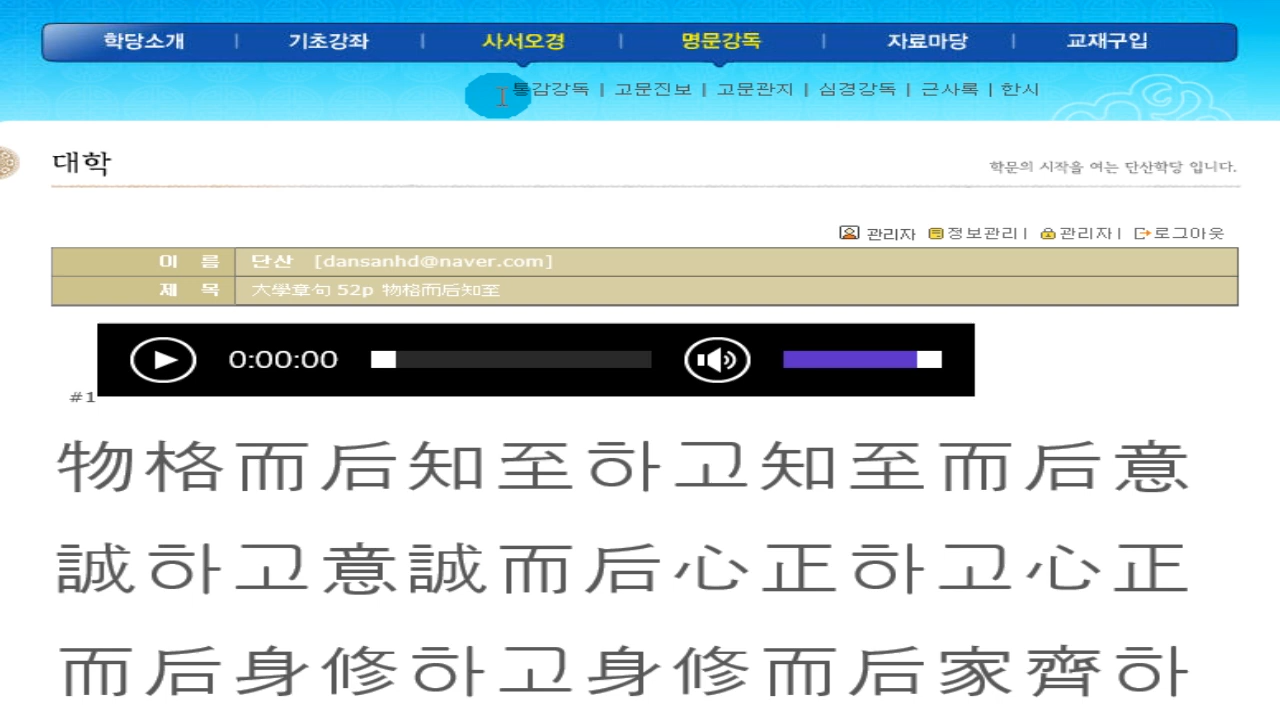 학당소개 | 기초강좌 | 사서오경 | 명문강독 | 자료마당 | 교재구입
통감강독 | 고문진보 | 고문관지 | 심경강독 | 근사록 | 한시
대학
학문의 시작을 여는 단산학당 입니다.
관리자 정보관리 | 관리자 | 로그아웃
이 름 단산 [dansanhd@naver.com]
제 목 大學章句 52p 物格而后知至
0:00:00
#1
物格而后知至하고知至而后意
誠하고意誠而后心正하고心正
而后身修하고身修而后家齊하